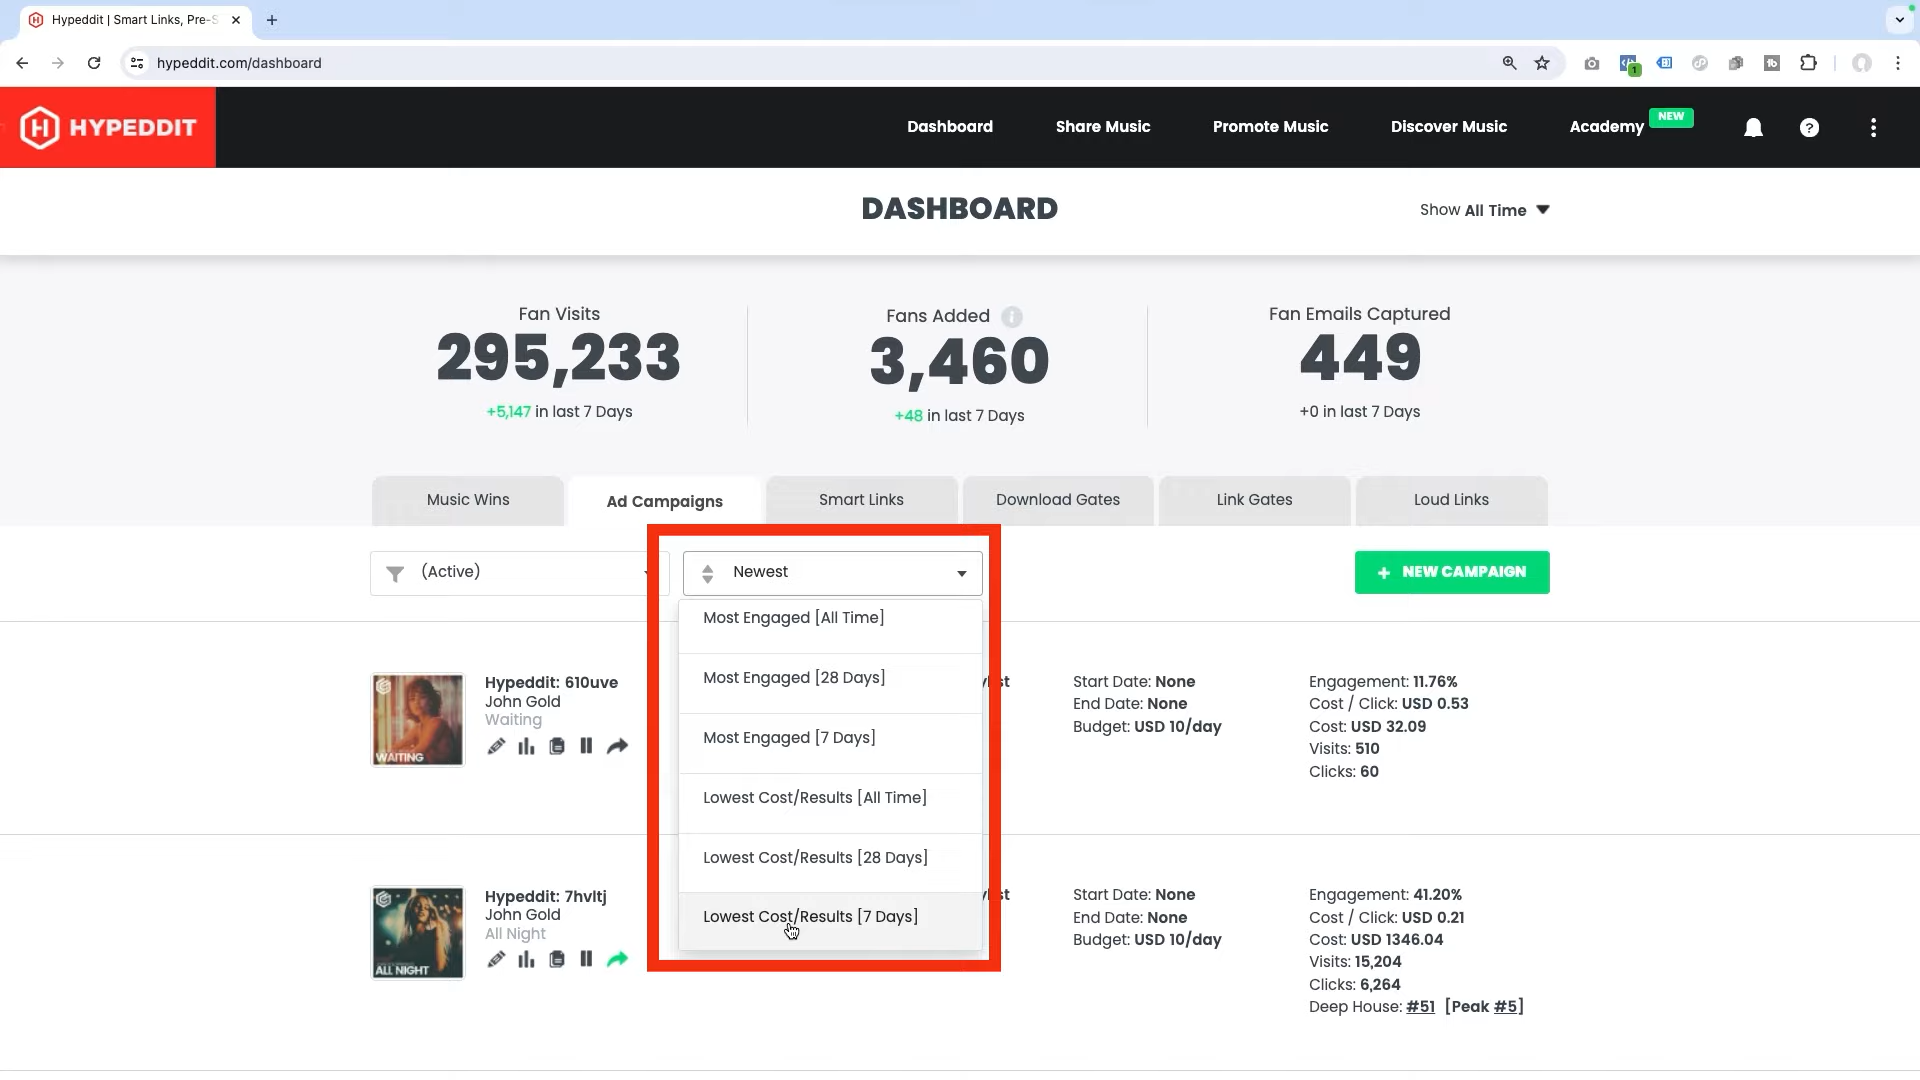 Hypeddit | Smart Links, Pre-S
hypeddit.com/dashboard
1
HYPEDDIT
Dashboard
Share Music
Promote Music
Discover Music
Academy
NEW
DASHBOARD
Show All Time
Fan Visits
295,233
+5,147 in last 7 Days
Fans Added
3,460
+48 in last 7 Days
Fan Emails Captured
449
+0 in last 7 Days
Music Wins
Ad Campaigns
Smart Links
Download Gates
Link Gates
Loud Links
(Active)
Newest
+ NEW CAMPAIGN
Most Engaged [All Time]
Most Engaged [28 Days]
Most Engaged [7 Days]
Lowest Cost/Results [All Time]
Lowest Cost/Results [28 Days]
Lowest Cost/Results [7 Days]
WAITING
Hypeddit: 610uve
John Gold
Waiting
Start Date: None
End Date: None
Budget: USD 10/day
Engagement: 11.76%
Cost / Click: USD 0.53
Cost: USD 32.09
Visits: 510
Clicks: 60
ALL NIGHT
Hypeddit: 7hvltj
John Gold
All Night
Start Date: None
End Date: None
Budget: USD 10/day
Engagement: 41.20%
Cost / Click: USD 0.21
Cost: USD 1346.04
Visits: 15,204
Clicks: 6,264
Deep House: #51 [Peak #5]